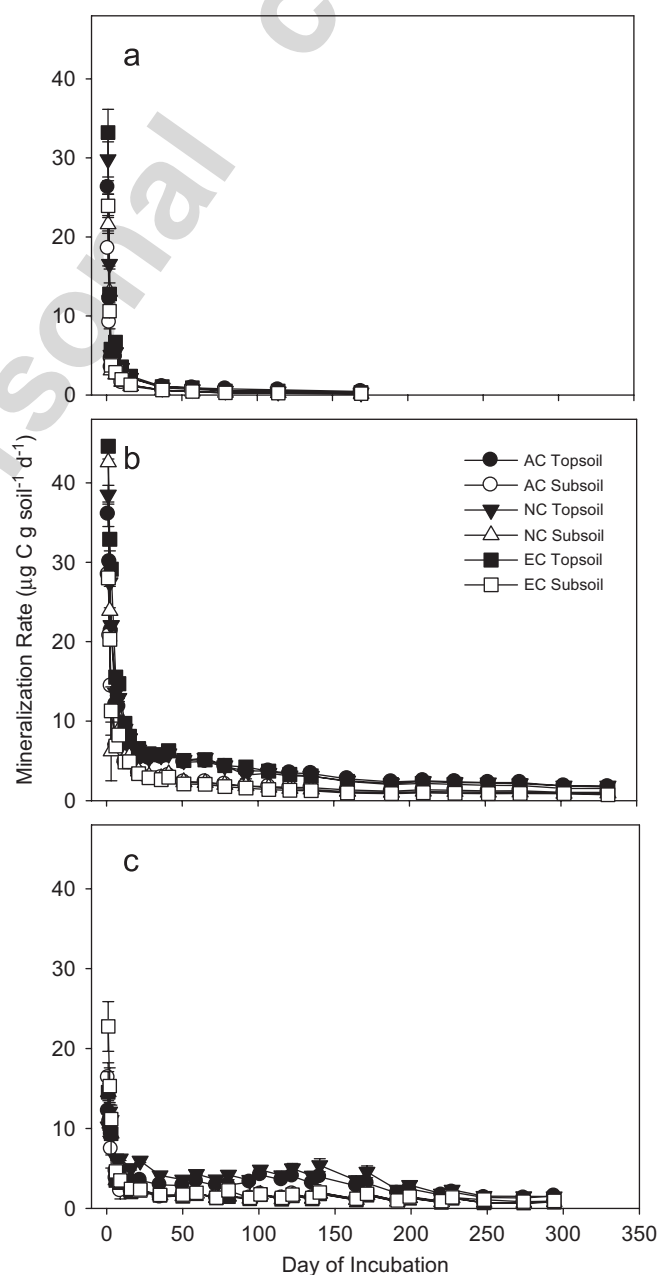 sonal c
a
40
30
20
10
0
b
40
30
20
10
0
AC Topsoil
AC Subsoil
NC Topsoil
NC Subsoil
EC Topsoil
EC Subsoil
Mineralization Rate (µg C g soil-1 d-1)
c
40
30
20
10
0
0 50 100 150 200 250 300 350
Day of Incubation